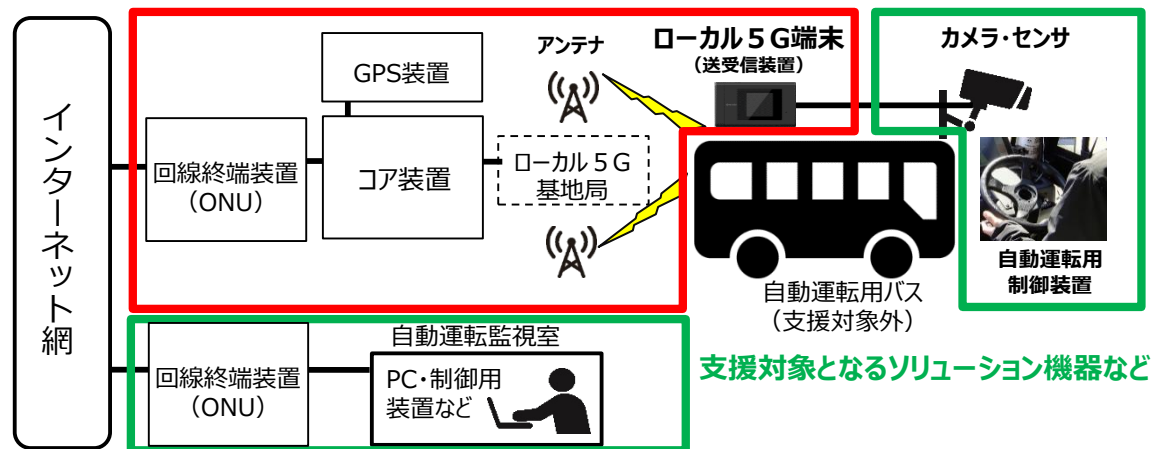 インターネット網
回線終端装置
（ONU）
GPS装置
コア装置
アンテナ
ローカル５G
基地局
ローカル５G端末
（送受信装置）
カメラ・センサ
自動運転用
制御装置
自動運転用バス
（支援対象外）
回線終端装置
（ONU）
自動運転監視室
PC・制御用
装置など
支援対象となるソリューション機器など